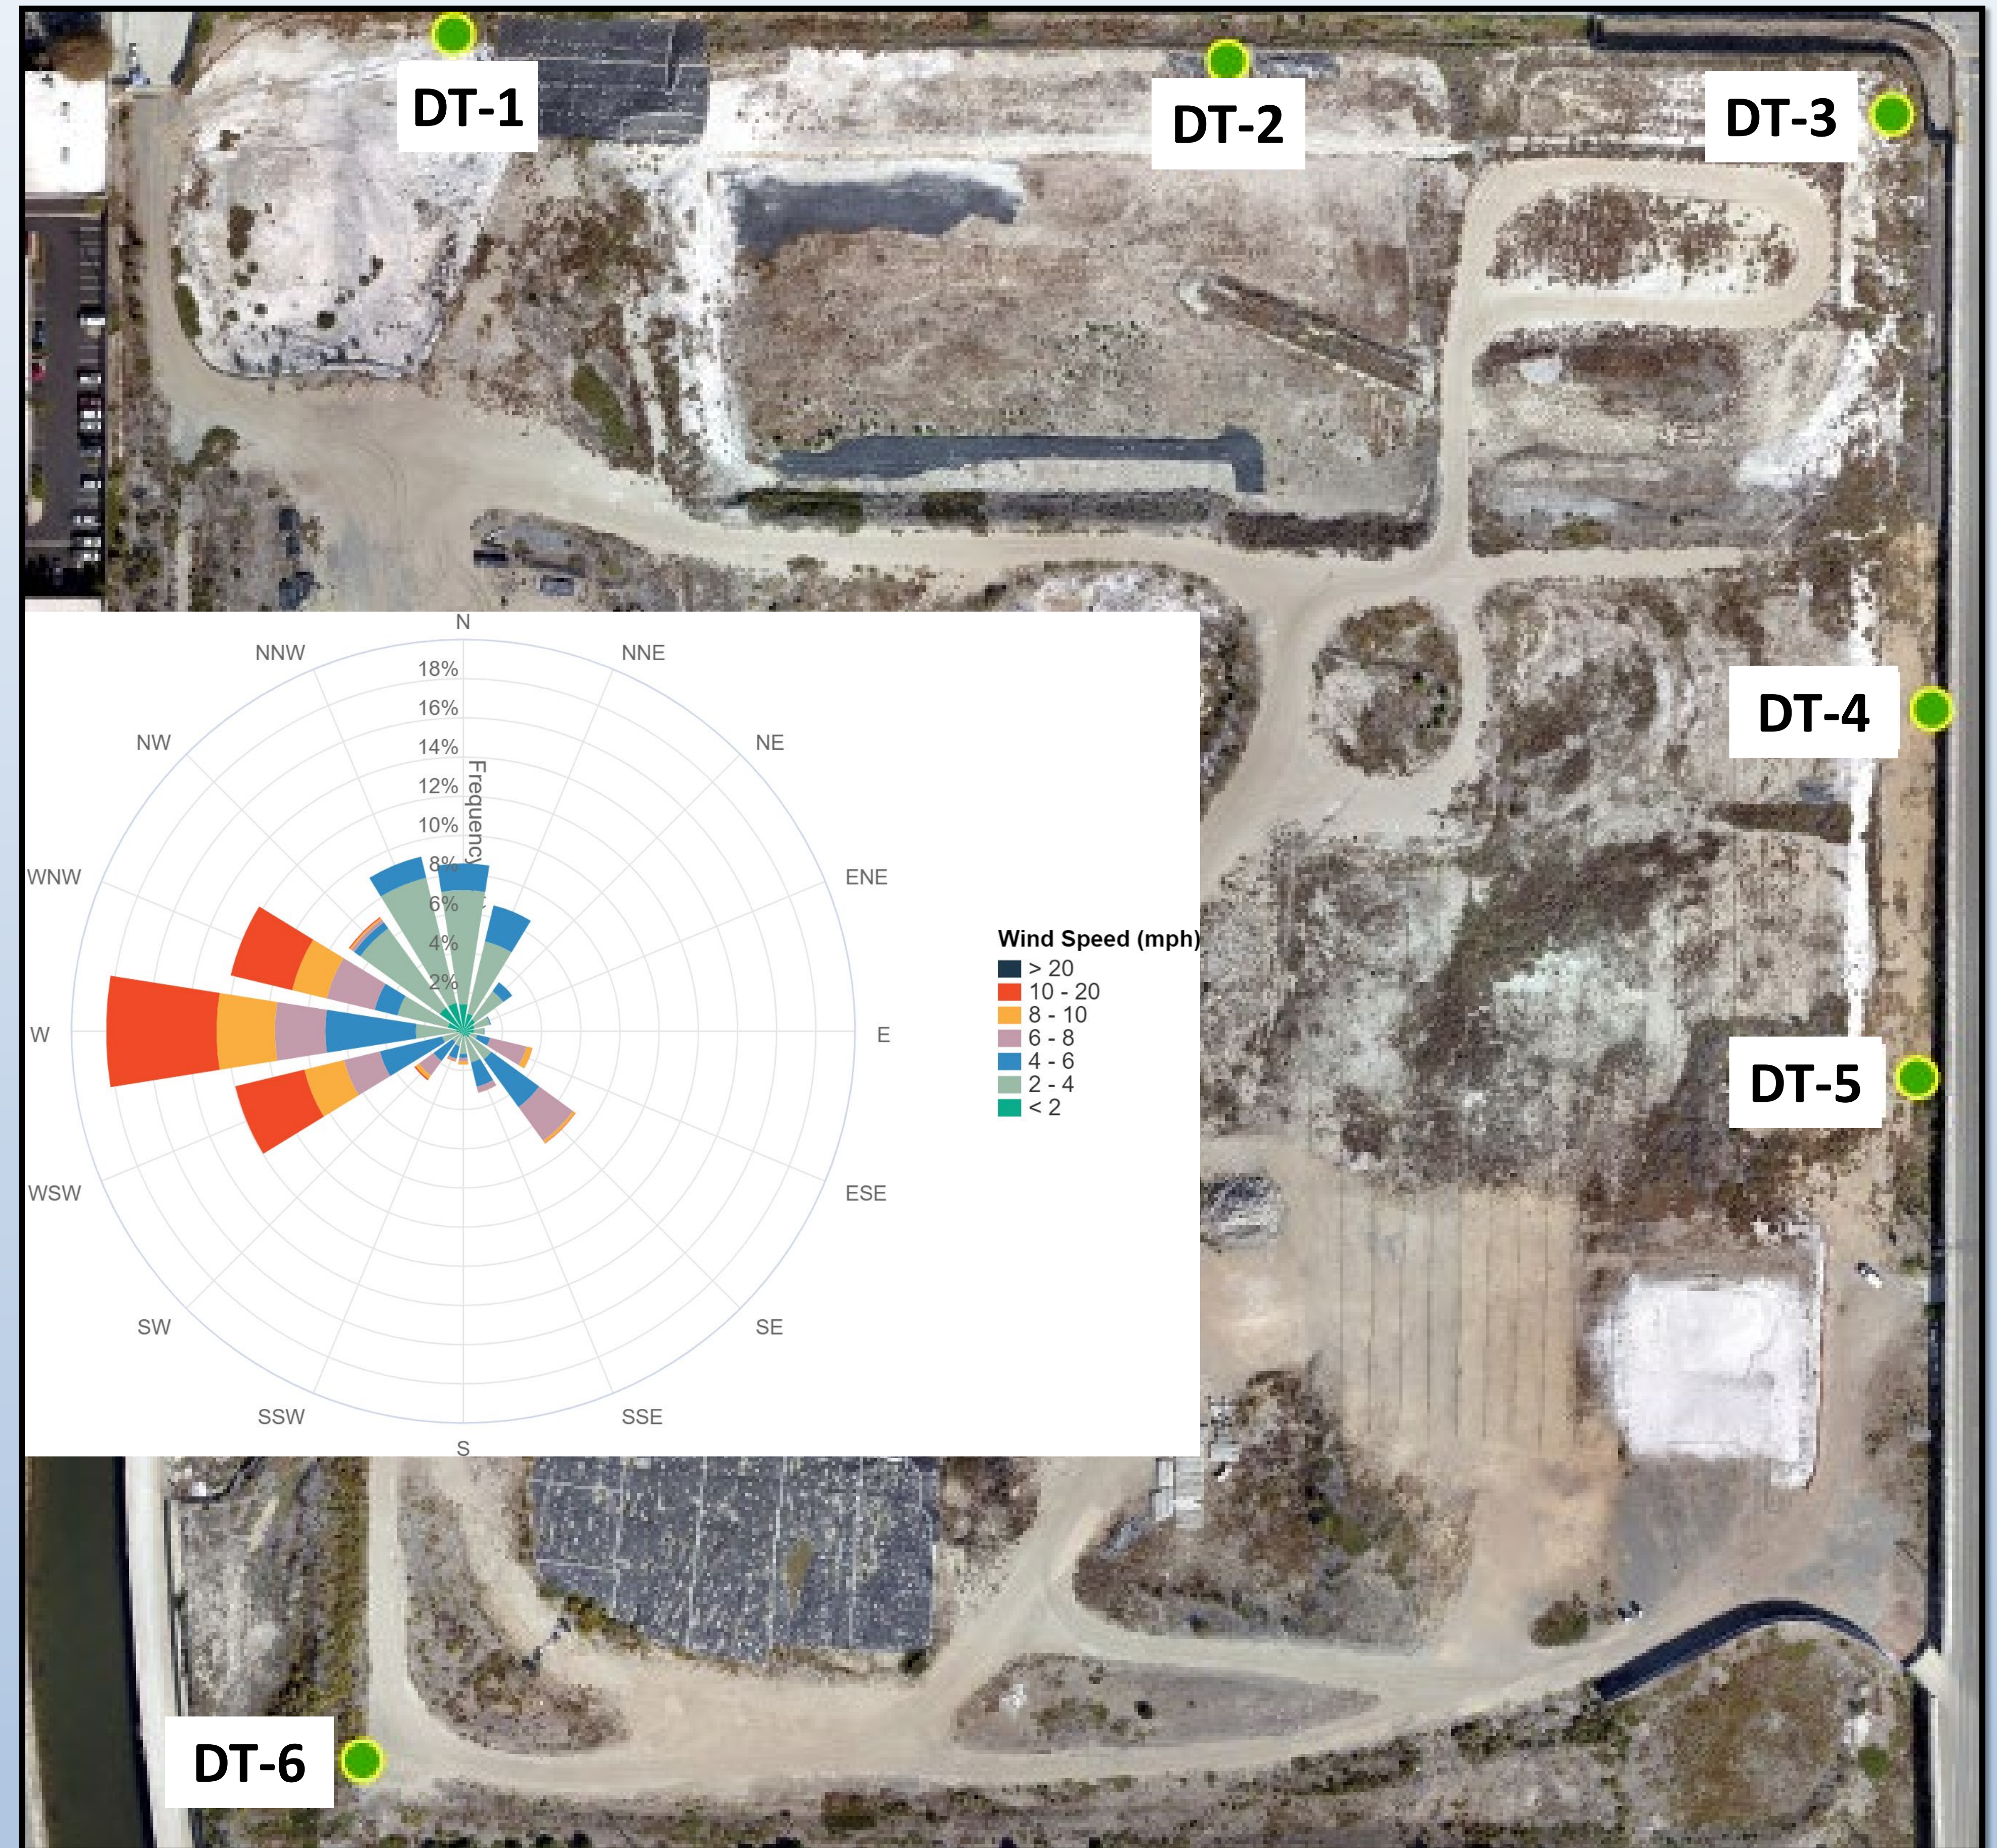 DT-1
DT-2
DT-3
N
NNW
NNE
18%
16%
NW
NE
14%
12%
Frequency
10%
8%
WNW
ENE
6%
4%
2%
W
E
Wind Speed (mph)
> 20
10 - 20
8 - 10
6 - 8
4 - 6
2 - 4
< 2
WSW
ESE
SW
SE
SSW
SSE
S
DT-4
DT-5
DT-6